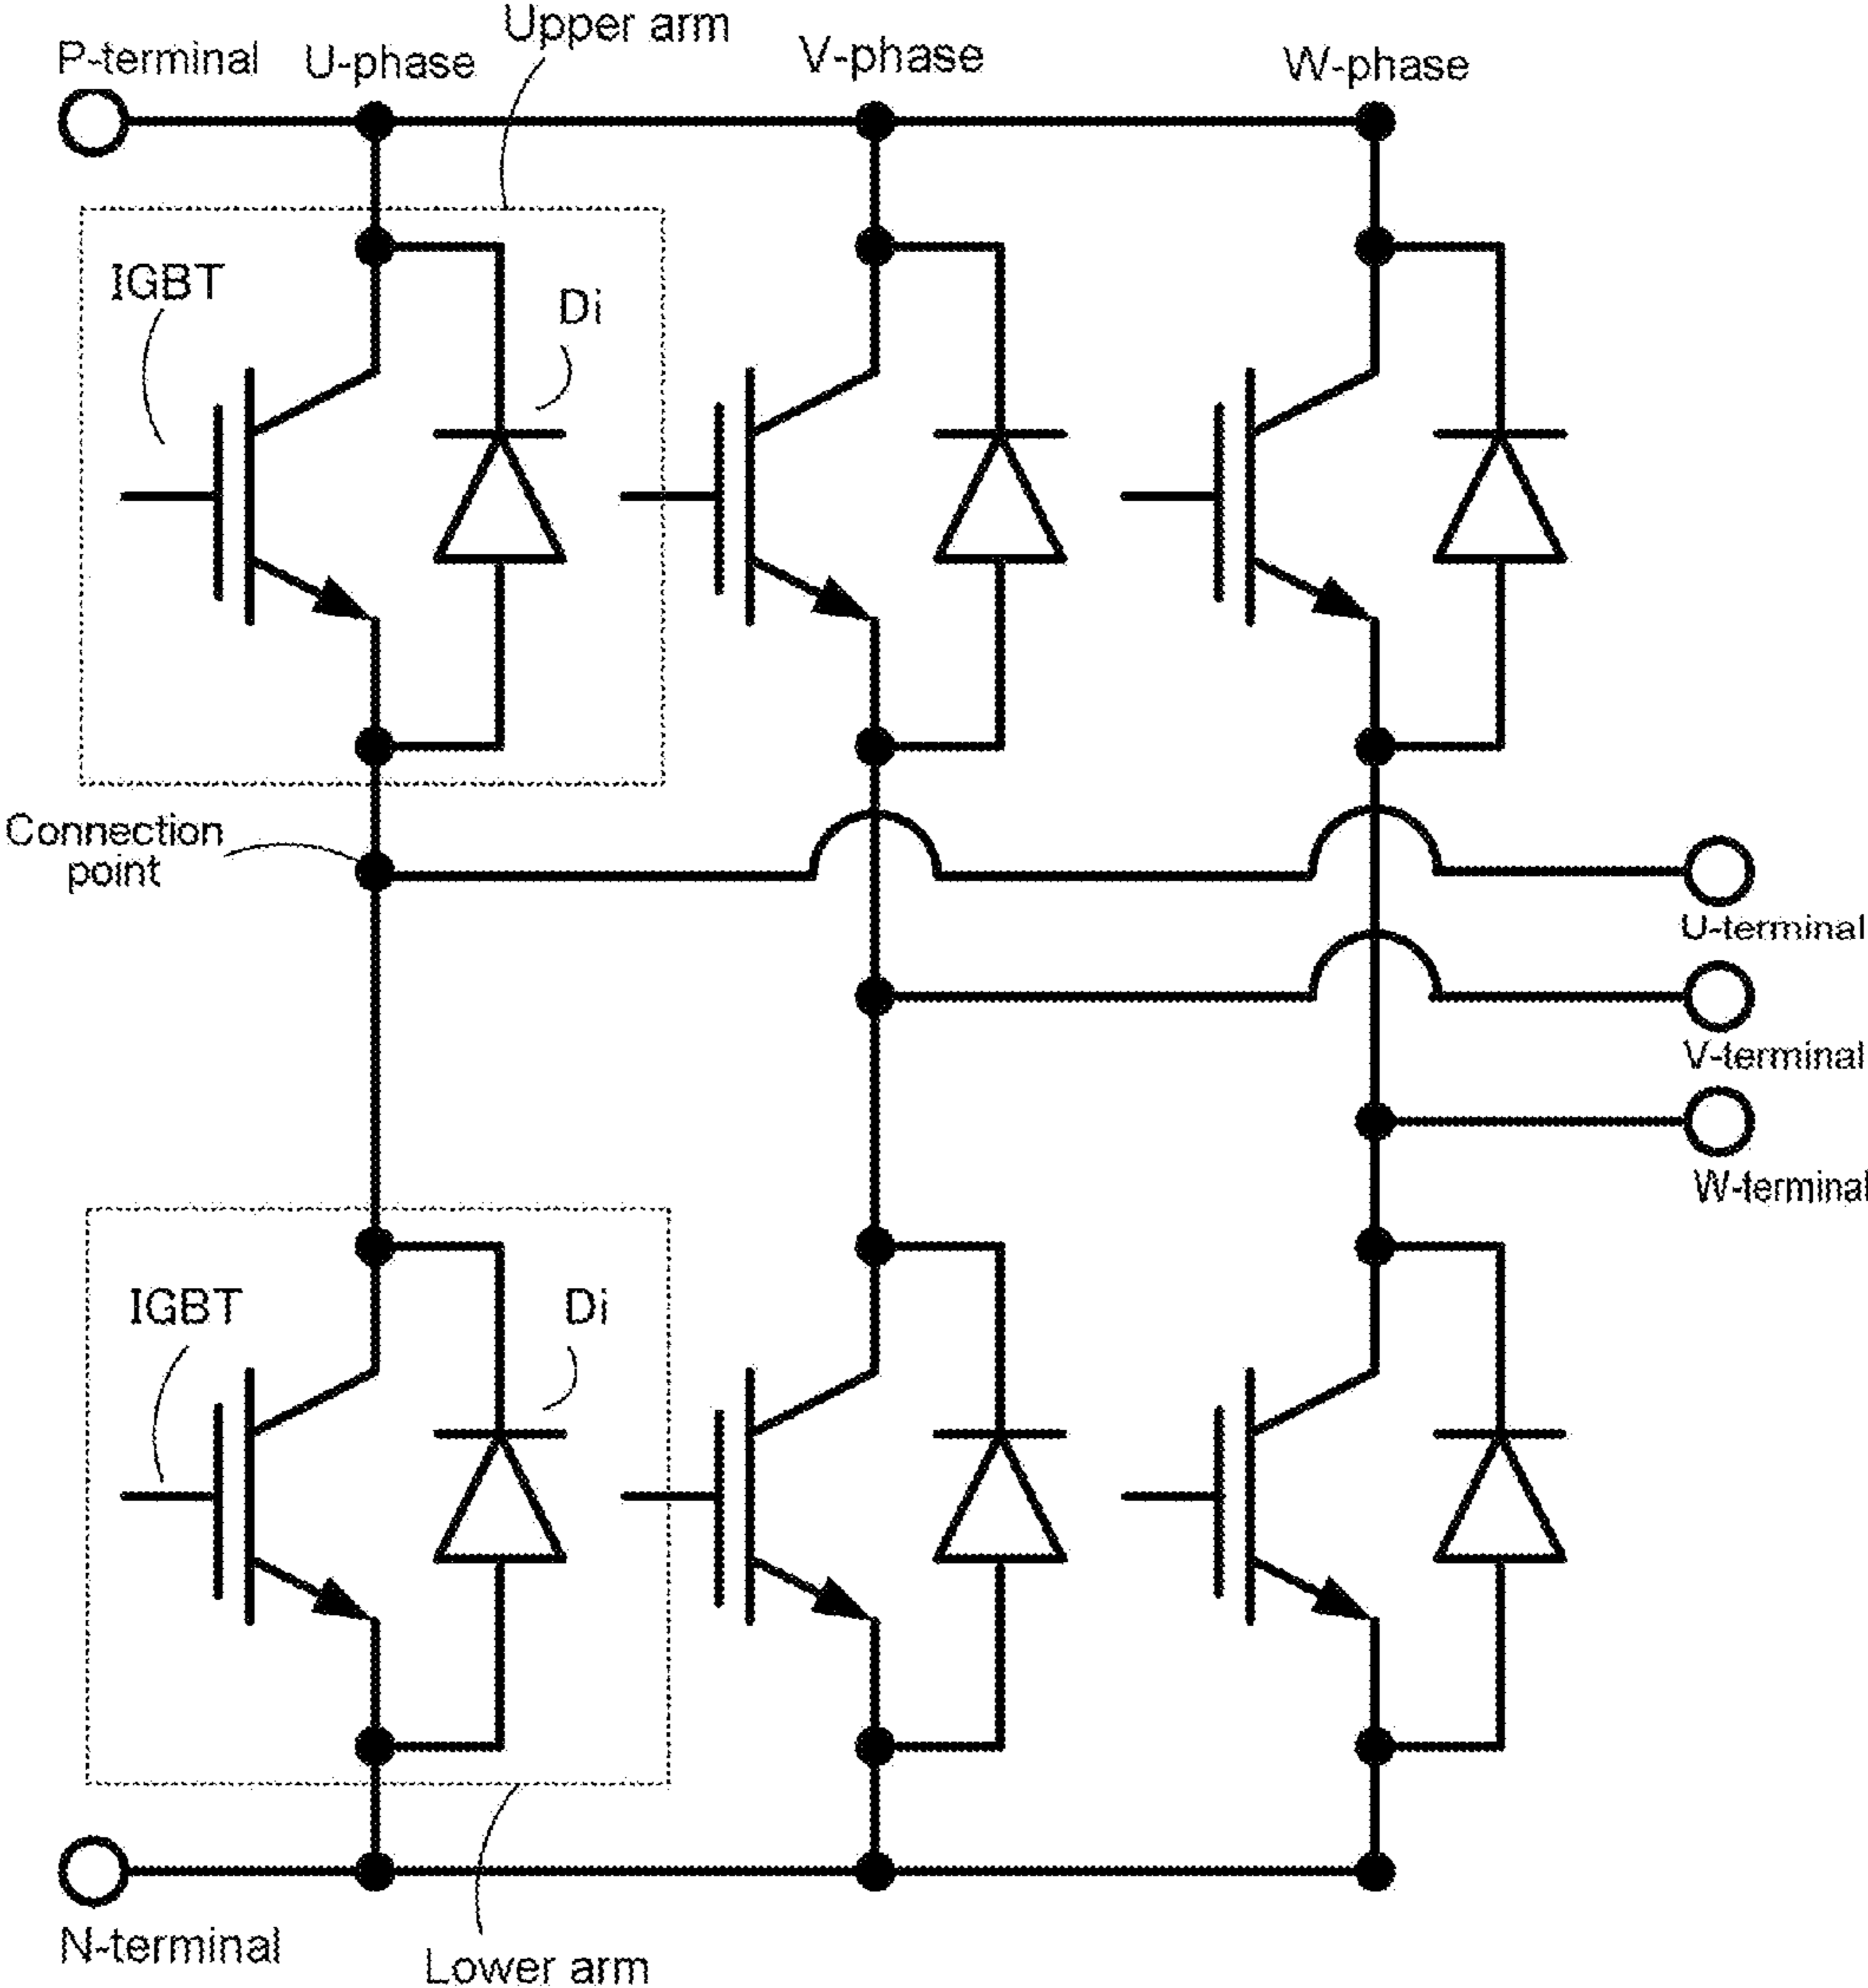 Upper arm
P-terminal
U-phase
V-phase
W-phase
IGBT
Di
Connection
point
U-terminal
V-terminal
W-terminal
IGBT
Di
N-terminal
Lower arm